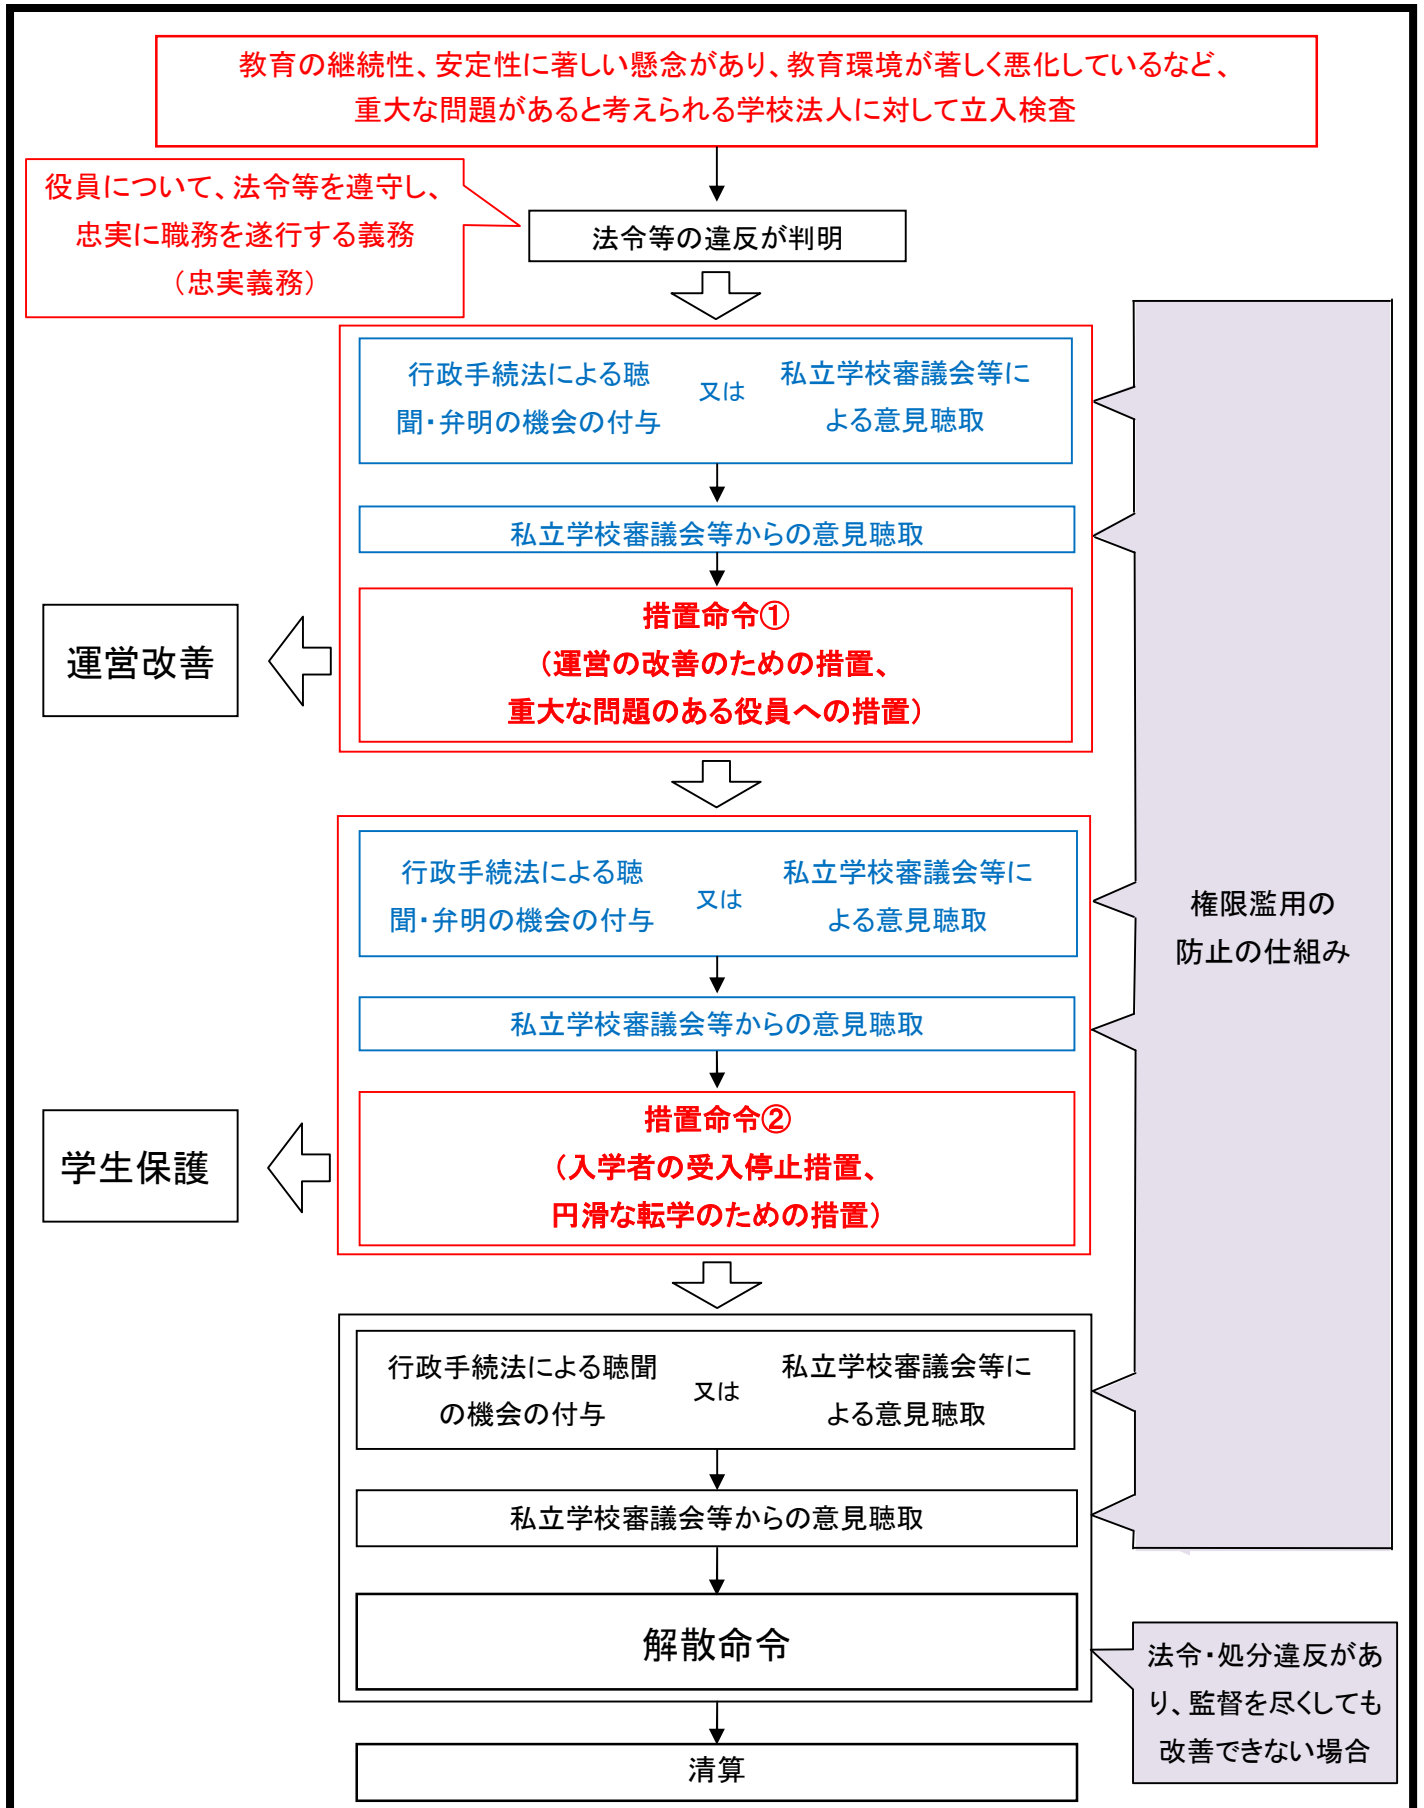 教育の継続性、安定性に著しい懸念があり、教育環境が著しく悪化しているなど、
重大な問題があると考えられる学校法人に対して立入検査
役員について、法令等を遵守し、
忠実に職務を遂行する義務
（忠実義務）
法令等の違反が判明
行政手続法による聴
聞・弁明の機会の付与
又は
私立学校審議会等に
よる意見聴取
私立学校審議会等からの意見聴取
措置命令①
（運営の改善のための措置、
重大な問題のある役員への措置）
運営改善
権限濫用の
防止の仕組み
行政手続法による聴
聞・弁明の機会の付与
又は
私立学校審議会等に
よる意見聴取
私立学校審議会等からの意見聴取
措置命令②
（入学者の受入停止措置、
円滑な転学のための措置）
学生保護
行政手続法による聴聞
の機会の付与
又は
私立学校審議会等に
よる意見聴取
私立学校審議会等からの意見聴取
解散命令
法令・処分違反があ
り、監督を尽くしても
改善できない場合
清算